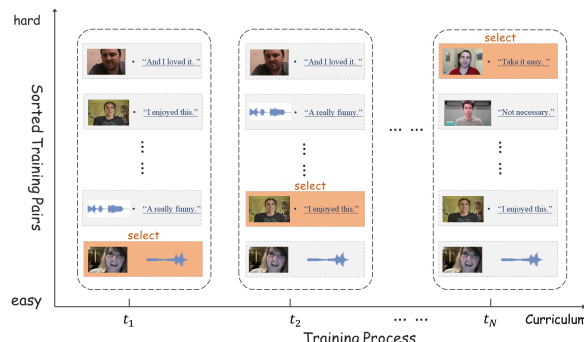 hard
Sorted Training Pairs
easy
"And I loved it. "
"I enjoyed this."
"A really funny."
select
t1
"And I loved it. "
"A really funny."
select
"I enjoyed this."
t2
... ...
select
"Take it easy. "
"Not necessary."
"I enjoyed this."
tN
... ...
Curriculum
Training Process